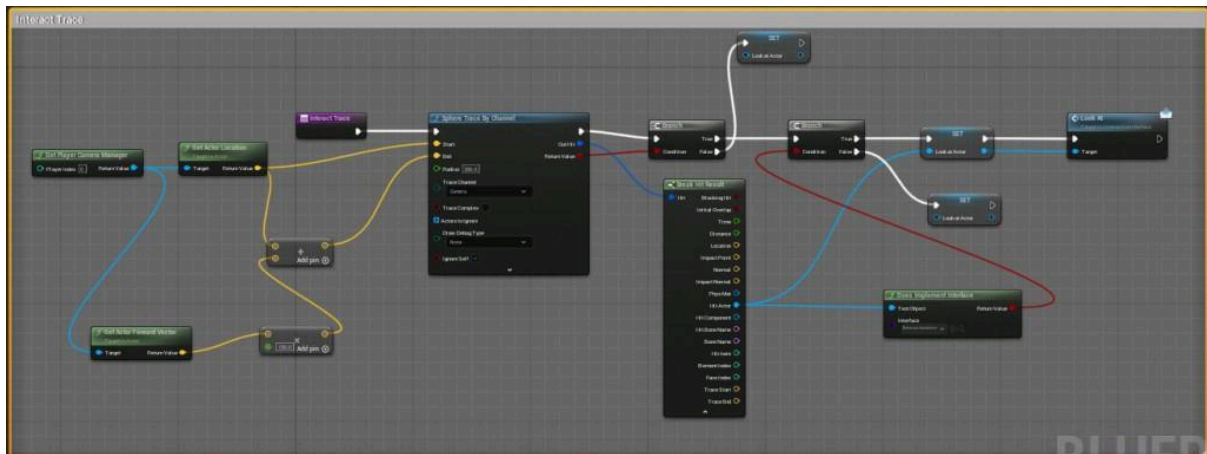 Interact Trace
SET
Look at Actor
Interact Trace
Sphere Trace By Channel
Start
End
Radius
Trace Channel
Camera
Trace Complex
Actors to Ignore
Draw Debug Type
None
Ignore Self
Out Hit
Return Value
Branch
Condition
True
False
Branch
Condition
True
False
SET
Look at Actor
Look At
Target
Get Player Camera Manager
Player Index
Return Value
Get Actor Location
Target
Return Value
+
Add pin
Break Hit Result
Hit
Blocking Hit
Initial Overlap
Time
Distance
Location
Impact Point
Normal
Impact Normal
Phys Mat
Hit Actor
Hit Component
Hit Bone Name
Bone Name
Hit Item
Element Index
Face Index
Trace Start
Trace End
SET
Look at Actor
Does Implement Interface
Test Object
Interface
Return Value
Get Actor Forward Vector
Target
Return Value
×
Add pin
BLUEP